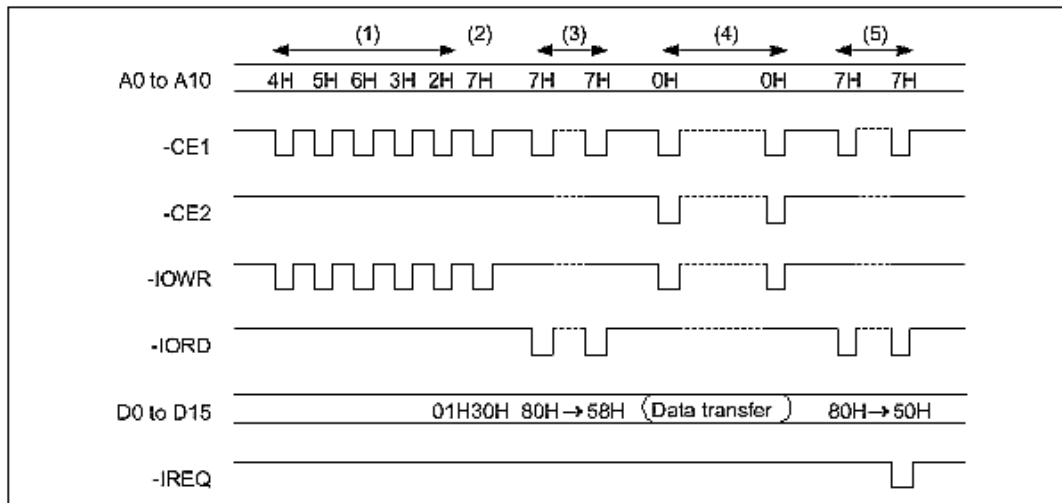 (1) (2) (3) (4) (5)
A0 to A10 4H 5H 6H 3H 2H 7H 7H 7H 0H 0H 7H 7H
-CE1
-CE2
-IOWR
-IORD
D0 to D15 01H30H 80H→58H Data transfer 80H→50H
-IREQ